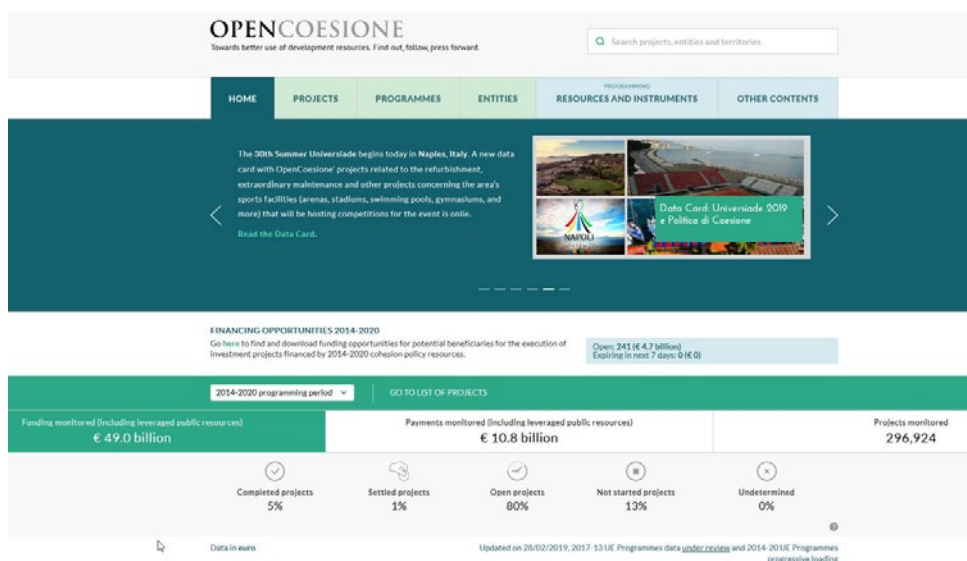 OPENCOESIONE
Towards better use of development resources. Find out, follow, press forward.
Search projects, entities and territories
HOME
PROJECTS
PROGRAMMES
ENTITIES
PROGRAMMING
RESOURCES AND INSTRUMENTS
OTHER CONTENTS
The 30th Summer Universiade begins today in Naples, Italy. A new data
card with OpenCoesione' projects related to the refurbishment,
extraordinary maintenance and other projects concerning the area's
sports facilities (arenas, stadiums, swimming pools, gymnasiums, and
more) that will be hosting competitions for the event is onlie.
Read the Data Card.
Data Card: Universiade 2019
e Politica di
Coesione
NAPOLI
FINANCING OPPORTUNITIES 2014-2020
Go here to find and download funding opportunities for potential beneficiaries for the execution of
investment projects financed by 2014-2020 cohesion policy resources.
Open: 241 (€ 4.7 billion)
Expiring in next 7 days: 0 (€ 0)
2014-2020 programming period
GO TO LIST OF PROJECTS
Funding monitored (including leveraged public resources)
€ 49.0 billion
Payments monitored (including leveraged public resources)
€ 10.8 billion
Projects monitored
296,924
Completed projects
5%
Settled projects
1%
Open projects
80%
Not started projects
13%
Undetermined
0%
Data in euro
Updated on 28/02/2019, 2017-13 UE Programmes data under review and 2014-20 UE Programmes
progressive loading